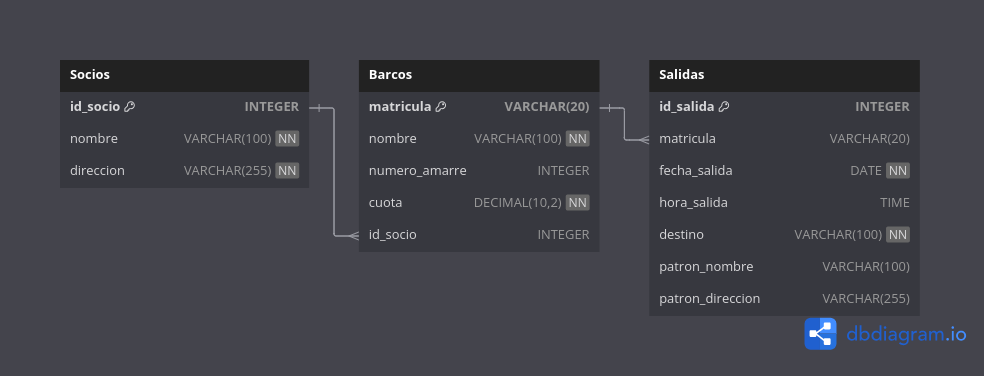 Socios
id_socio INTEGER
nombre VARCHAR(100) NN
direccion VARCHAR(255) NN
Barcos
matricula VARCHAR(20)
nombre VARCHAR(100) NN
numero_amarre INTEGER
cuota DECIMAL(10,2) NN
id_socio INTEGER
Salidas
id_salida INTEGER
matricula VARCHAR(20)
fecha_salida DATE NN
hora_salida TIME
destino VARCHAR(100) NN
patron_nombre VARCHAR(100)
patron_direccion VARCHAR(255)
dbdiagram.io